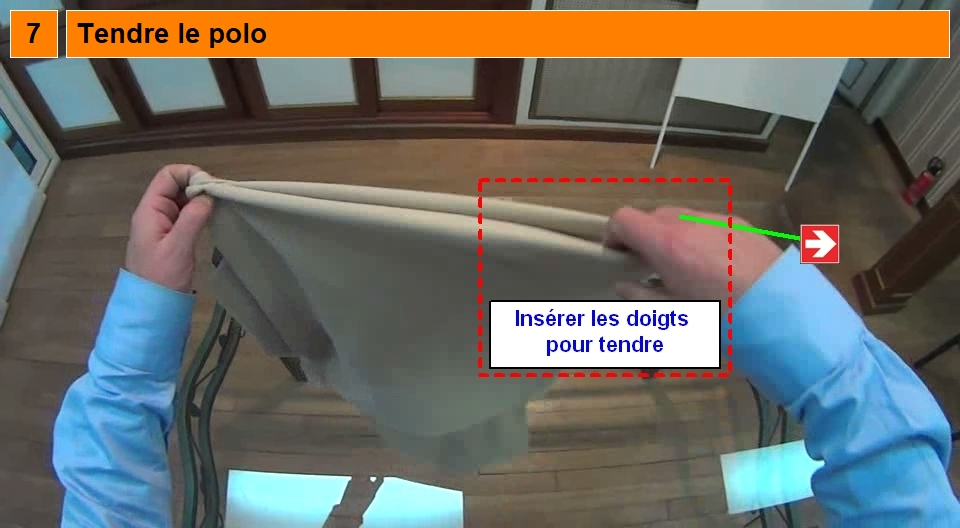 7 Tendre le polo
Insérer les doigts
pour tendre